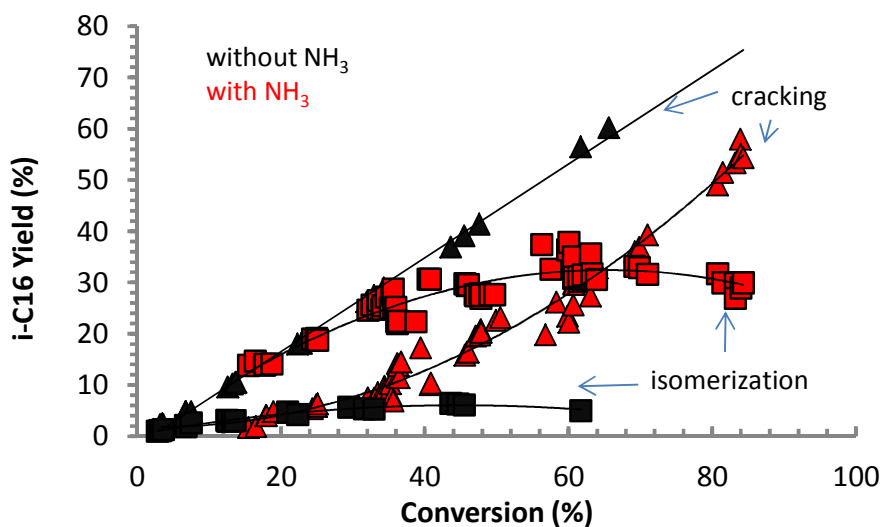 80
70
60
50
40
30
20
10
0
i-C16 Yield (%)
without NH₃
with NH₃
cracking
isomerization
0 20 40 60 80 100
Conversion (%)